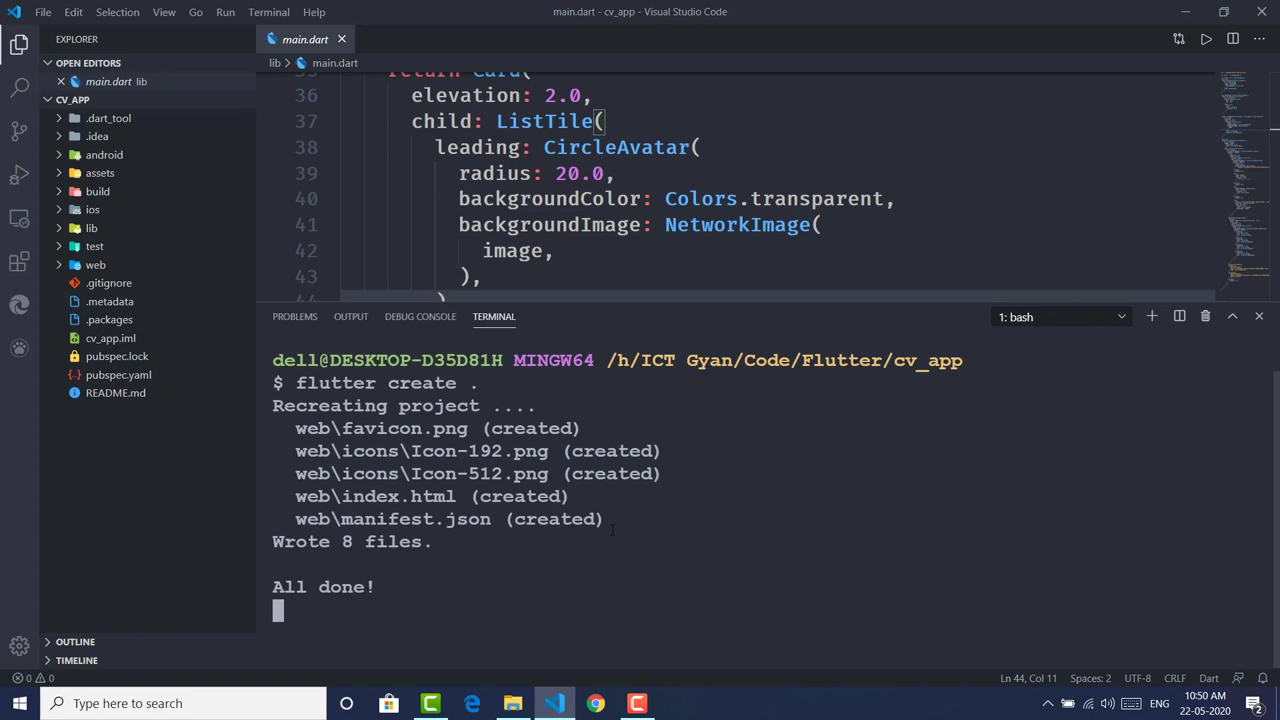 File Edit Selection View Go Run Terminal Help
main.dart - cv_app - Visual Studio Code
EXPLORER
OPEN EDITORS
main.dart lib
CV_APP
.dart_tool
.idea
android
assets
build
ios
lib
test
web
.gitignore
.metadata
.packages
cv_app.iml
pubspec.lock
pubspec.yaml
README.md
OUTLINE
TIMELINE
main.dart
lib > main.dart
return Card(
36 elevation: 2.0,
37 child: ListTile(
38 leading: CircleAvatar(
39 radius: 20.0,
40 backgroundColor: Colors.transparent,
41 backgroundImage: NetworkImage(
42 image,
43 ),
44 )
PROBLEMS OUTPUT DEBUG CONSOLE TERMINAL
1: bash
dell@DESKTOP-D35D81H MINGW64 /h/ICT Gyan/Code/Flutter/cv_app
$ flutter create .
Recreating project ....
web\favicon.png (created)
web\icons\Icon-192.png (created)
web\icons\Icon-512.png (created)
web\index.html (created)
web\manifest.json (created)
Wrote 8 files.
All done!
0 0
Ln 44, Col 11 Spaces: 2 UTF-8 CRLF Dart
Type here to search
ENG
10:50 AM
22-05-2020
2